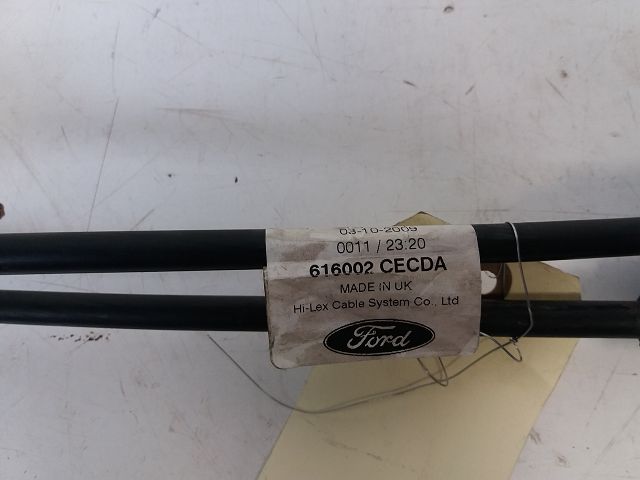 03-10-2009
0011 / 23:20
616002 CECDA
MADE IN UK
Hi-Lex Cable System Co., Ltd
Ford